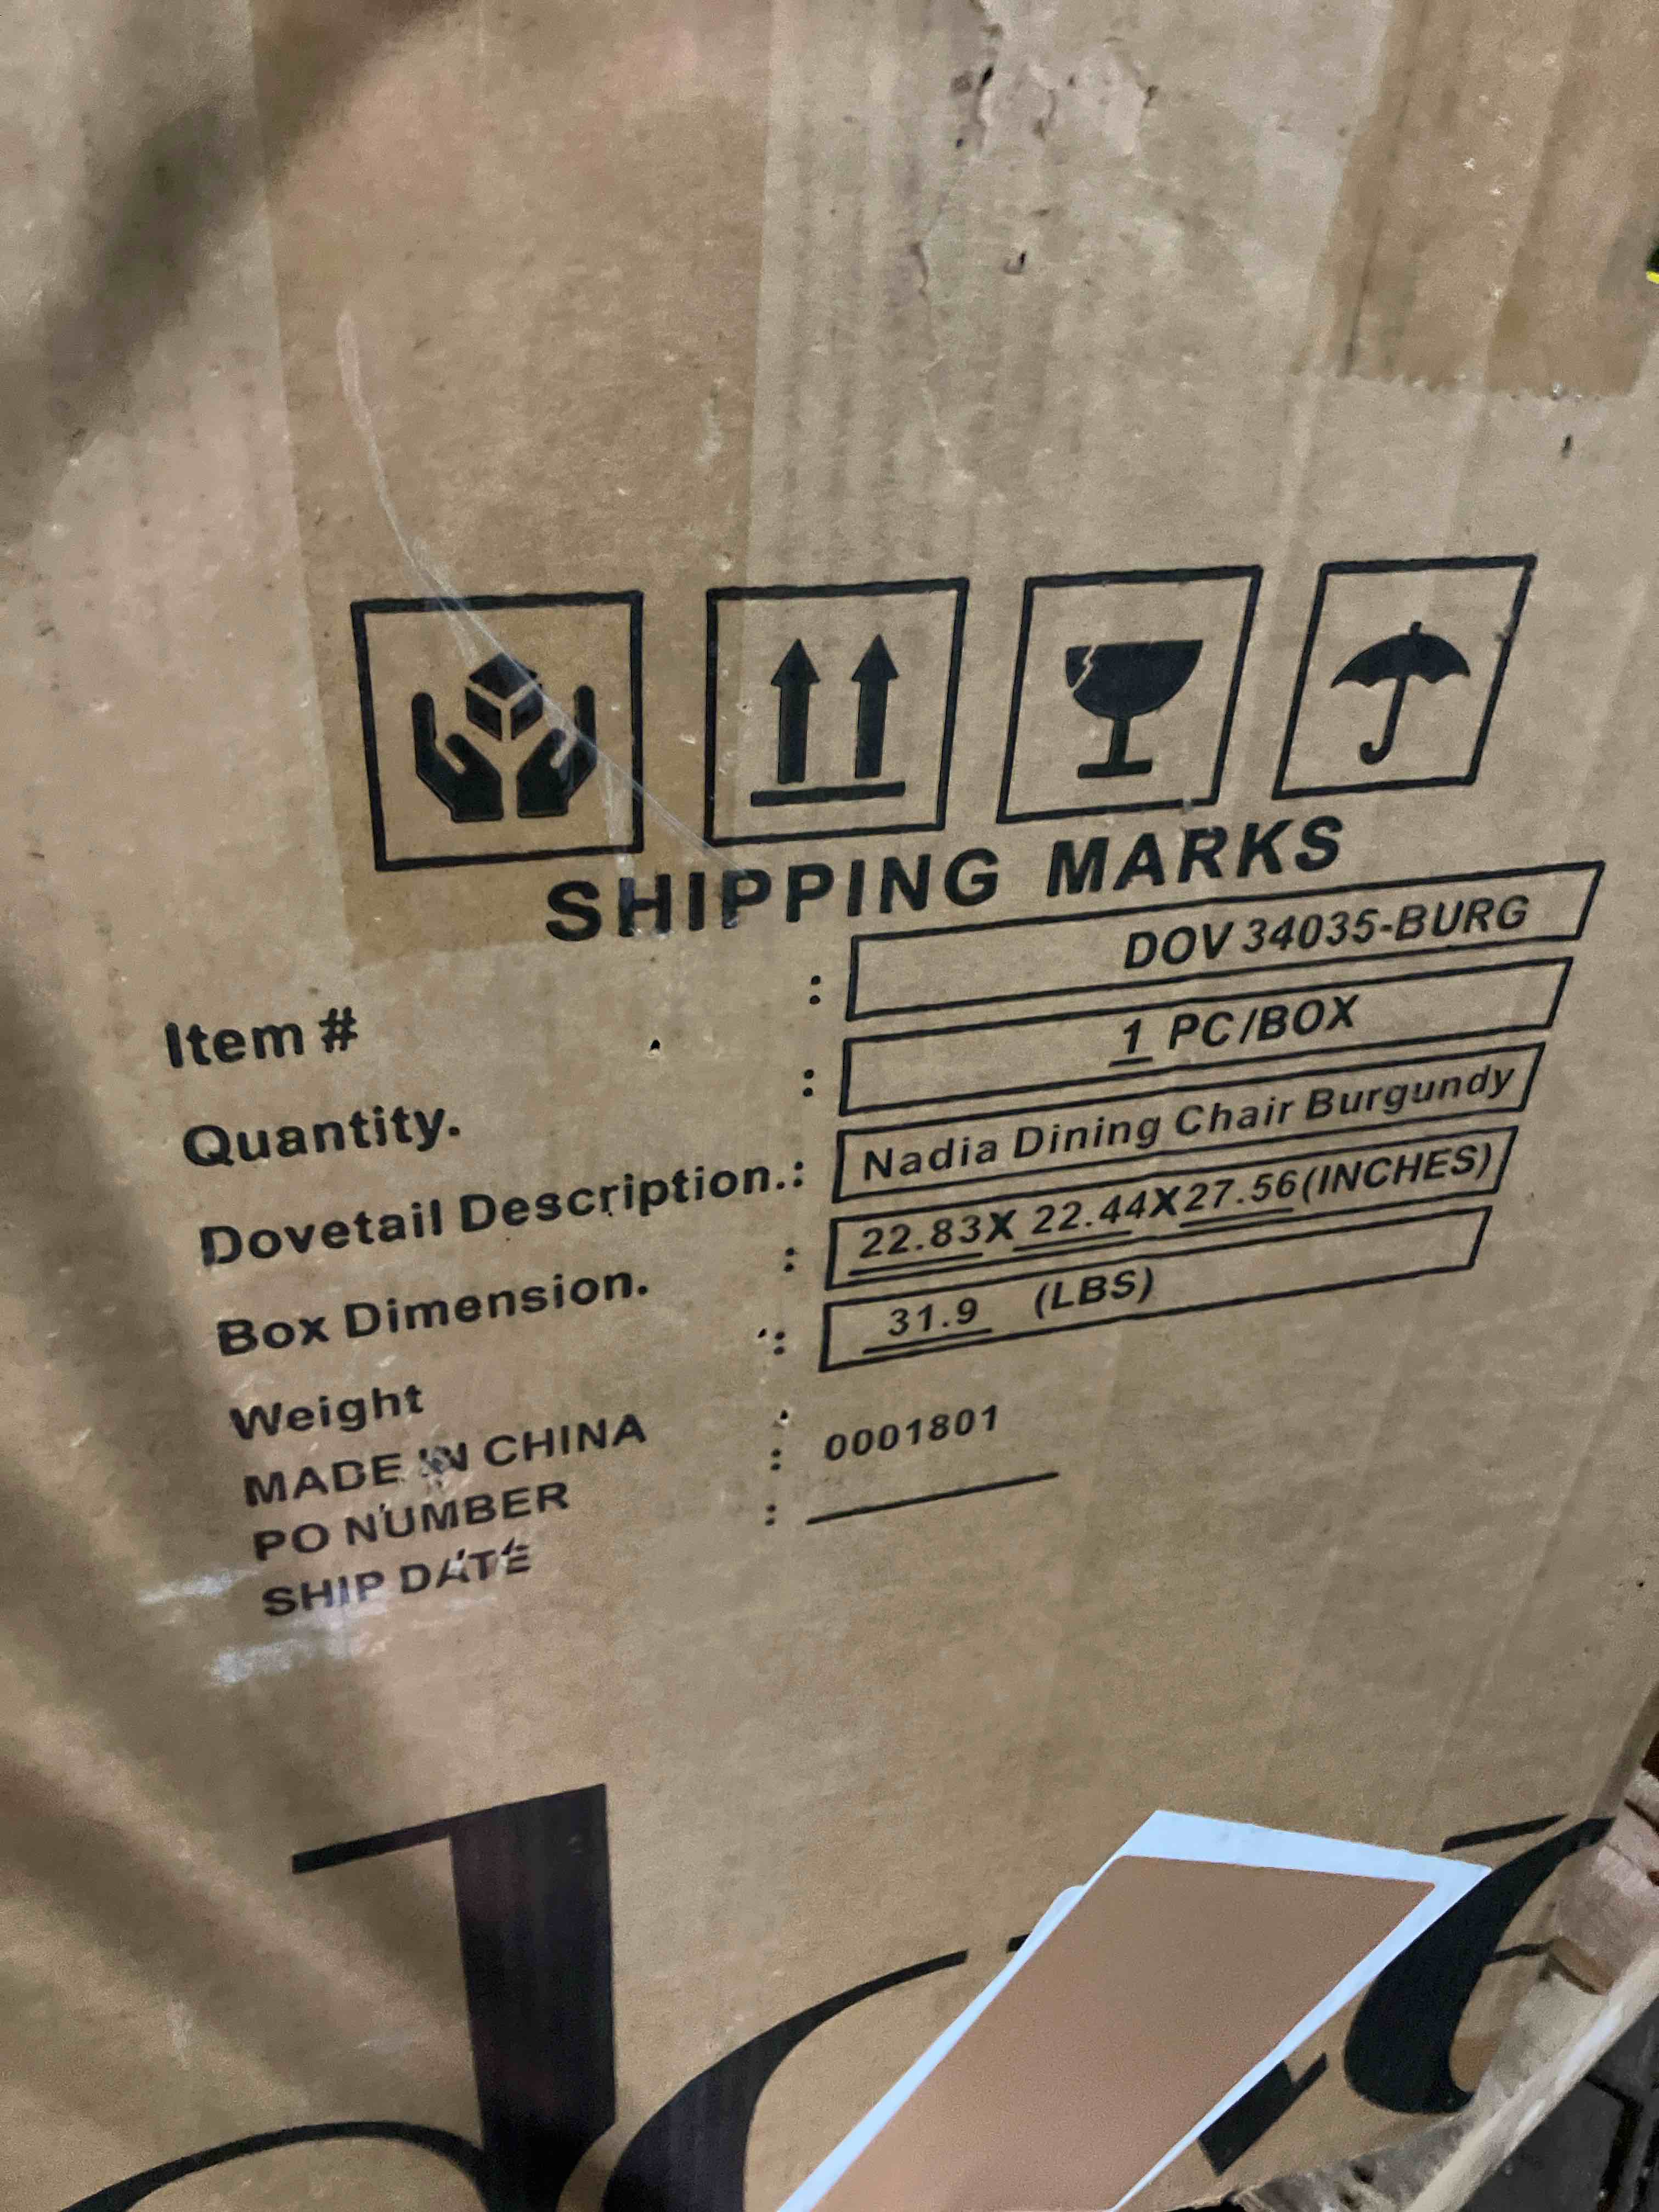 SHIPPING MARKS
Item # : DOV 34035-BURG
Quantity. : 1 PC/BOX
Dovetail Description.: Nadia Dining Chair Burgundy
Box Dimension. : 22.83X 22.44X27.56(INCHES)
Weight : 31.9 (LBS)
MADE IN CHINA :
PO NUMBER : 0001801
SHIP DATE :